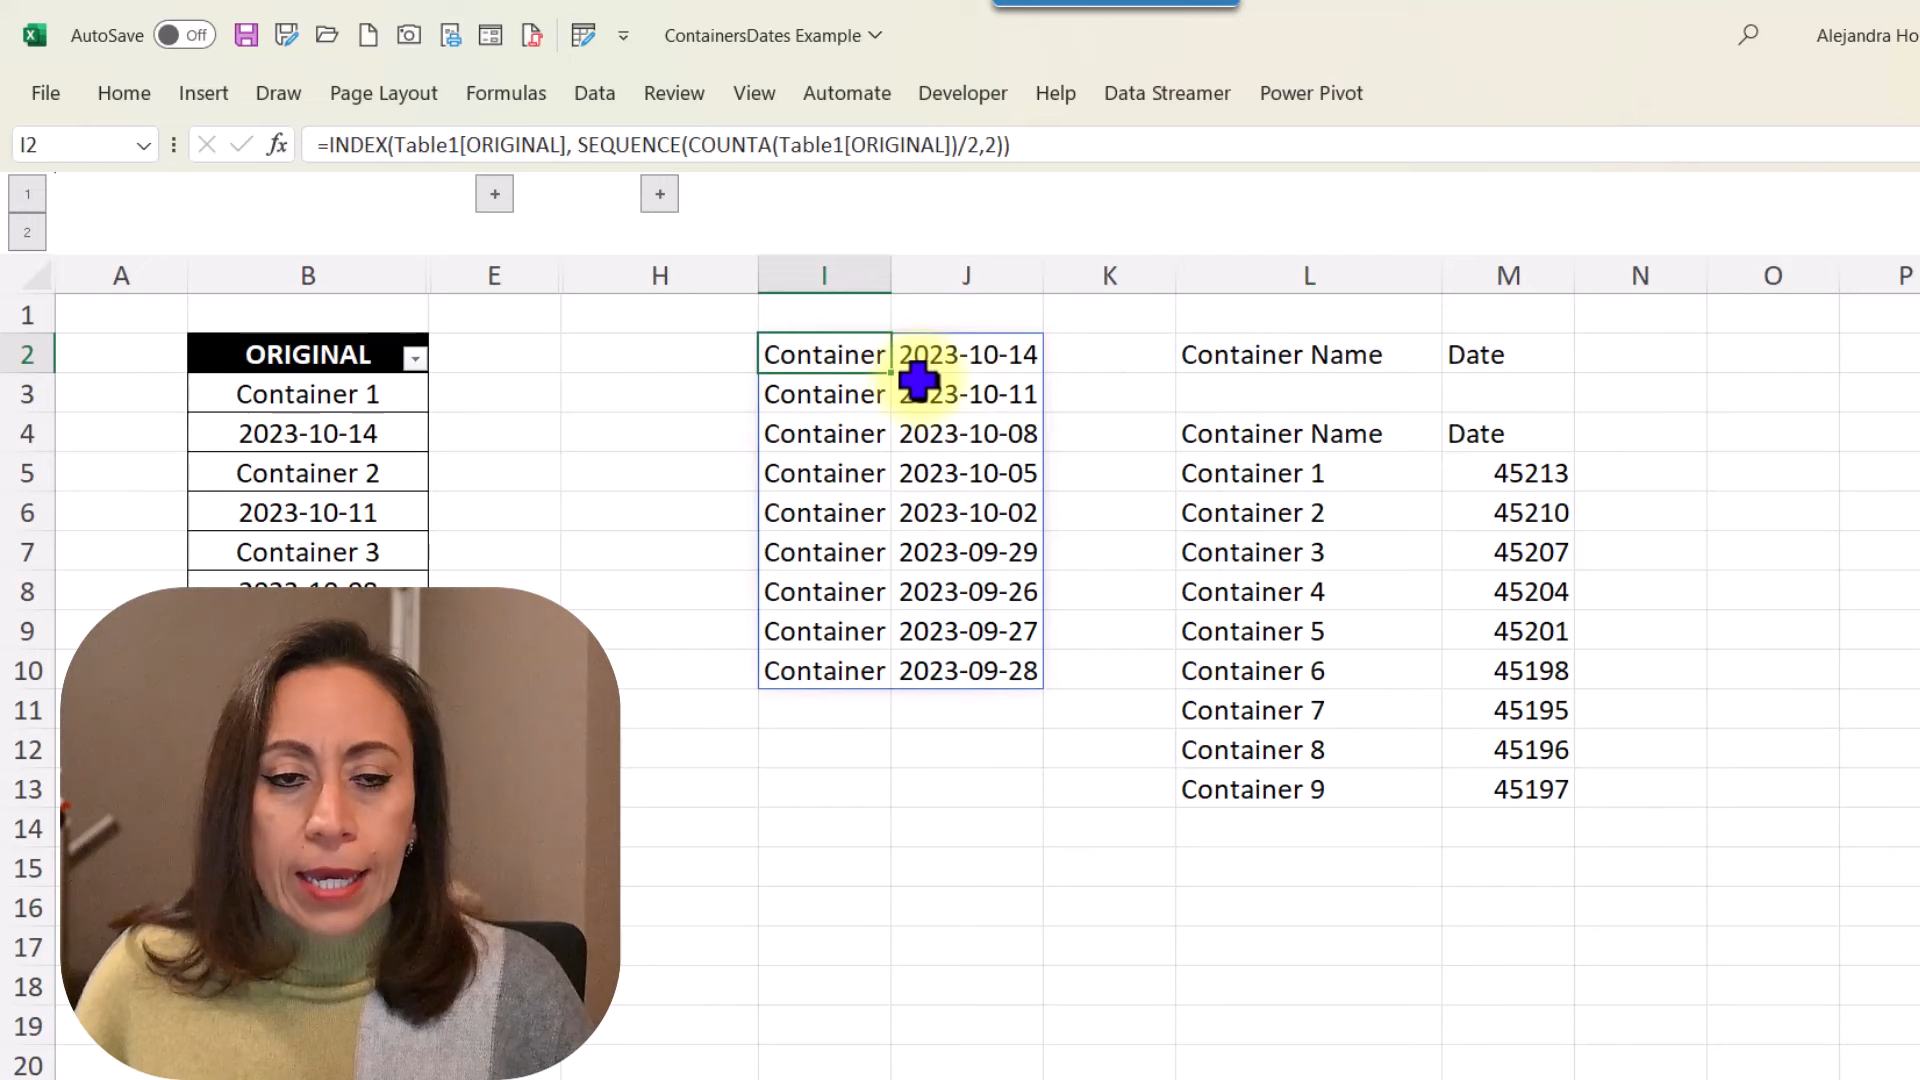 AutoSave Off ContainersDates Example Alejandra Ho
File Home Insert Draw Page Layout Formulas Data Review View Automate Developer Help Data Streamer Power Pivot
I2 fx =INDEX(Table1[ORIGINAL], SEQUENCE(COUNTA(Table1[ORIGINAL])/2,2))
1 + +
2
A B E H I J K L M N O P
1
2 ORIGINAL Container 2023-10-14 Container Name Date
3 Container 1 Container 2023-10-11
4 2023-10-14 Container 2023-10-08 Container Name Date
5 Container 2 Container 2023-10-05 Container 1 45213
6 2023-10-11 Container 2023-10-02 Container 2 45210
7 Container 3 Container 2023-09-29 Container 3 45207
8 2023-10-08 Container 2023-09-26 Container 4 45204
9 Container 2023-09-27 Container 5 45201
10 Container 2023-09-28 Container 6 45198
11 Container 7 45195
12 Container 8 45196
13 Container 9 45197
14
15
16
17
18
19
20